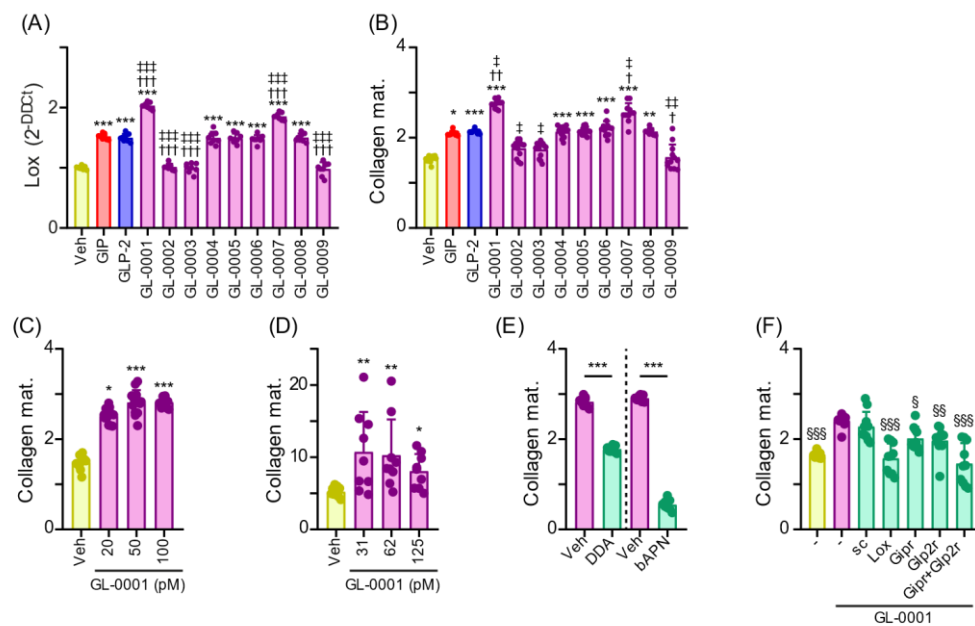 (A)
Lox (2^-DDCt)
2
1
0
***
***
‡‡‡
†††
***
‡‡‡
†††
‡‡‡
†††
***
***
***
‡‡‡
†††
***
***
‡‡‡
†††
Veh
GIP
GLP-2
GL-0001
GL-0002
GL-0003
GL-0004
GL-0005
GL-0006
GL-0007
GL-0008
GL-0009
(B)
Collagen mat.
4
2
0
*
***
‡
††
***
‡
‡
***
***
***
‡
†
***
**
‡‡
†
Veh
GIP
GLP-2
GL-0001
GL-0002
GL-0003
GL-0004
GL-0005
GL-0006
GL-0007
GL-0008
GL-0009
(C)
Collagen mat.
4
2
0
*
***
***
Veh
20
50
100
GL-0001 (pM)
(D)
Collagen mat.
25
20
15
10
5
0
**
**
*
Veh
31
62
125
GL-0001 (pM)
(E)
Collagen mat.
4
2
0
***
***
Veh
DDA
Veh
bAPN
(F)
Collagen mat.
4
3
2
1
0
§§§
§§§
§
§§
§§§
-
-
sc
Lox
Gipr
Glp2r
Gipr+Glp2r
GL-0001